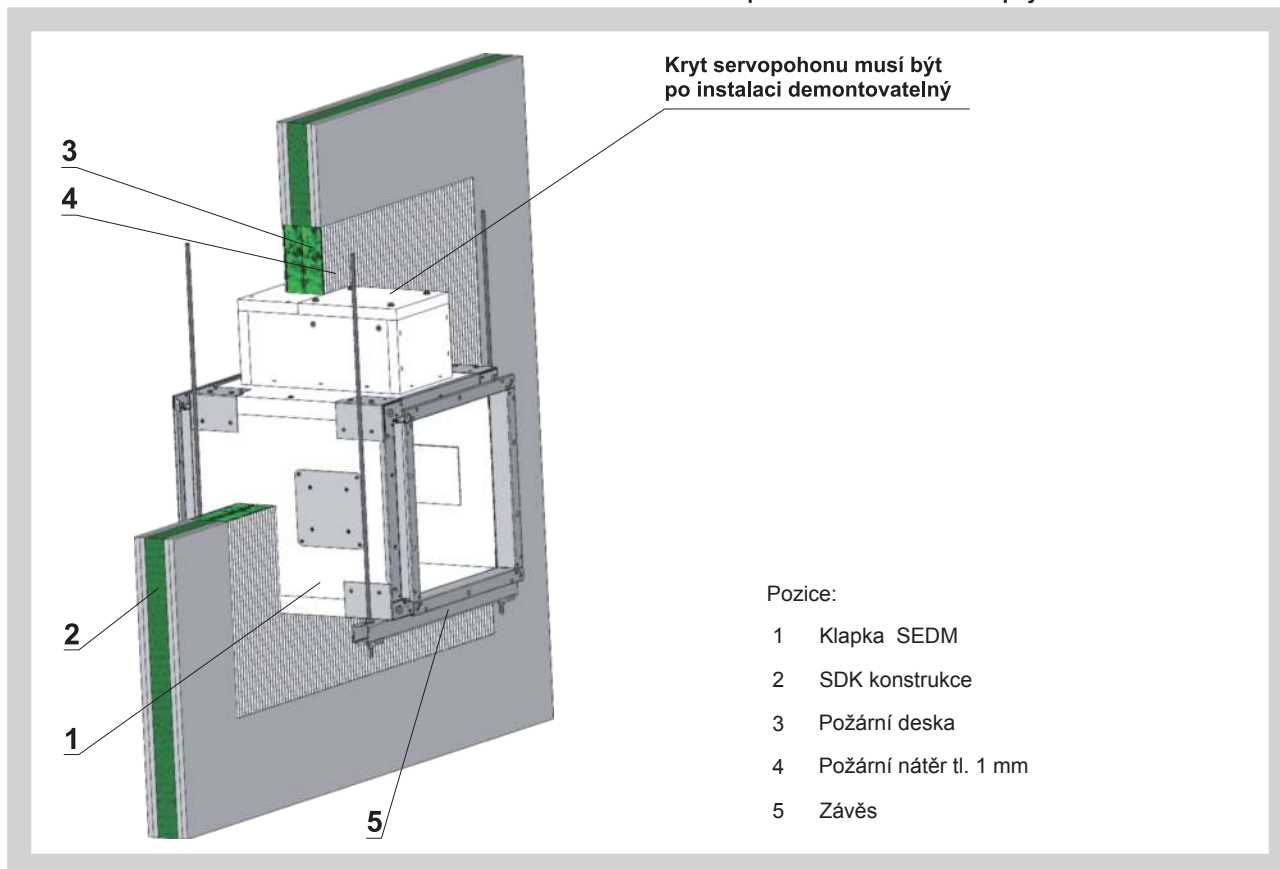 Kryt servopohonu musí být
po instalaci demontovatelný
3
4
2
1
5
Pozice:
1 Klapka SEDM
2 SDK konstrukce
3 Požární deska
4 Požární nátěr tl. 1 mm
5 Závěs